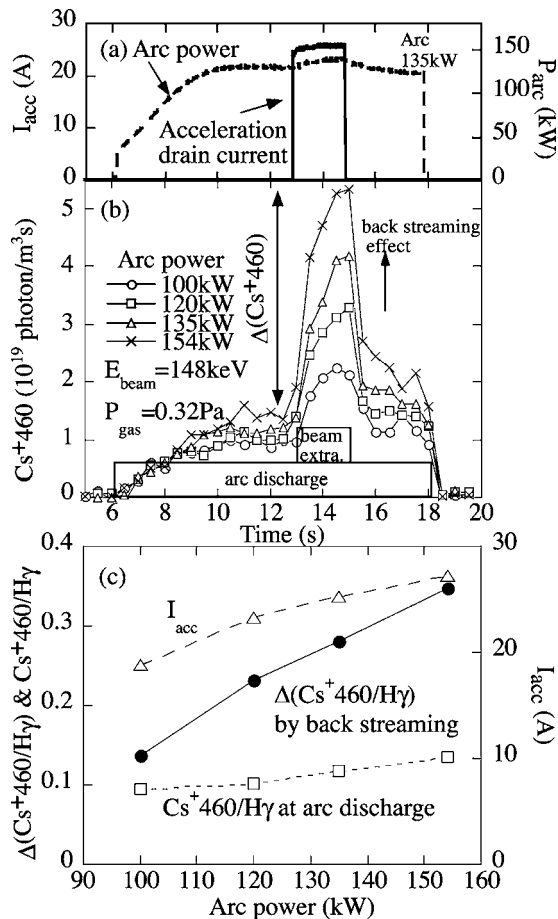 (a)
Arc power
Acceleration
drain current
Arc
135kW
I_acc (A)
30
20
10
0
P_arc (kW)
150
100
50
0
(b)
Cs⁺460 (10¹⁹ photon/m³s)
5
4
3
2
1
0
Arc power
100kW
120kW
135kW
154kW
E_beam=148keV
P_gas=0.32Pa
Δ(Cs⁺460)
back streaming
effect
beam
extra.
arc discharge
6 8 10 12 14 16 18 20
Time (s)
(c)
Δ(Cs⁺460/Hγ) & Cs⁺460/Hγ
0.4
0.3
0.2
0.1
0
I_acc
Δ(Cs⁺460/Hγ)
by back streaming
Cs⁺460/Hγ at arc discharge
I_acc (A)
30
20
10
0
90 100 110 120 130 140 150 160
Arc power (kW)